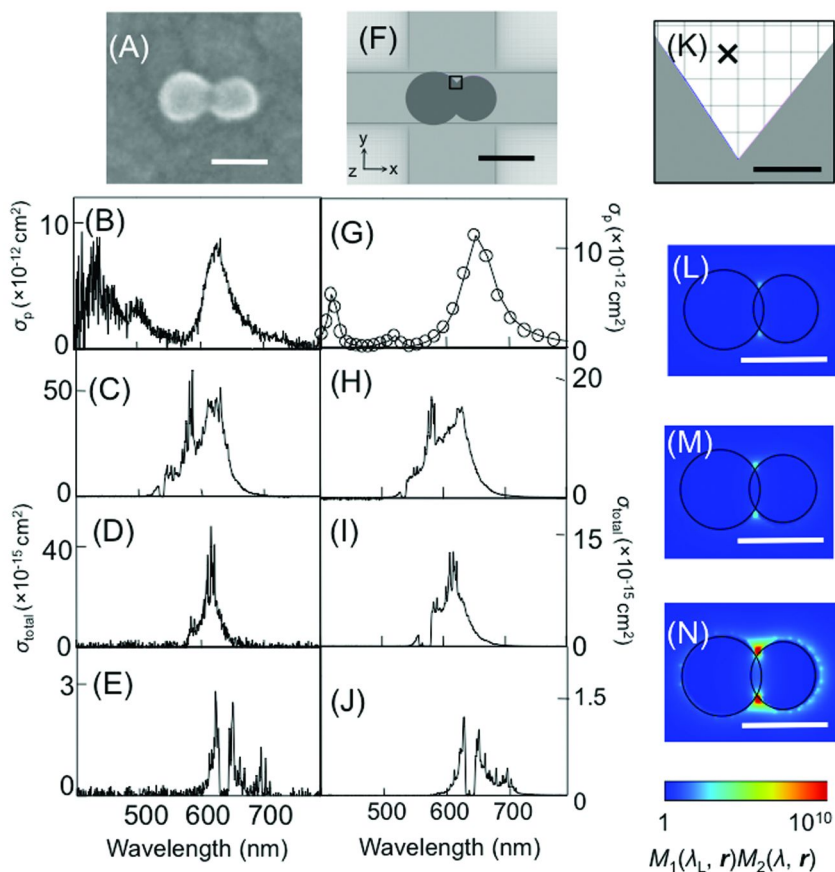 (A)
(F)
y
z
x
(K)
(B)
10
0
σp (×10-12 cm2)
(G)
10
0
σp (×10-12 cm2)
(L)
(C)
50
0
(H)
20
0
(M)
(D)
40
0
σtotal (×10-15 cm2)
(I)
15
0
σtotal (×10-15 cm2)
(N)
(E)
3
0
(J)
1.5
0
500 600 700
500 600 700
Wavelength (nm)
Wavelength (nm)
1
10^10
M1(λL, r)M2(λ, r)